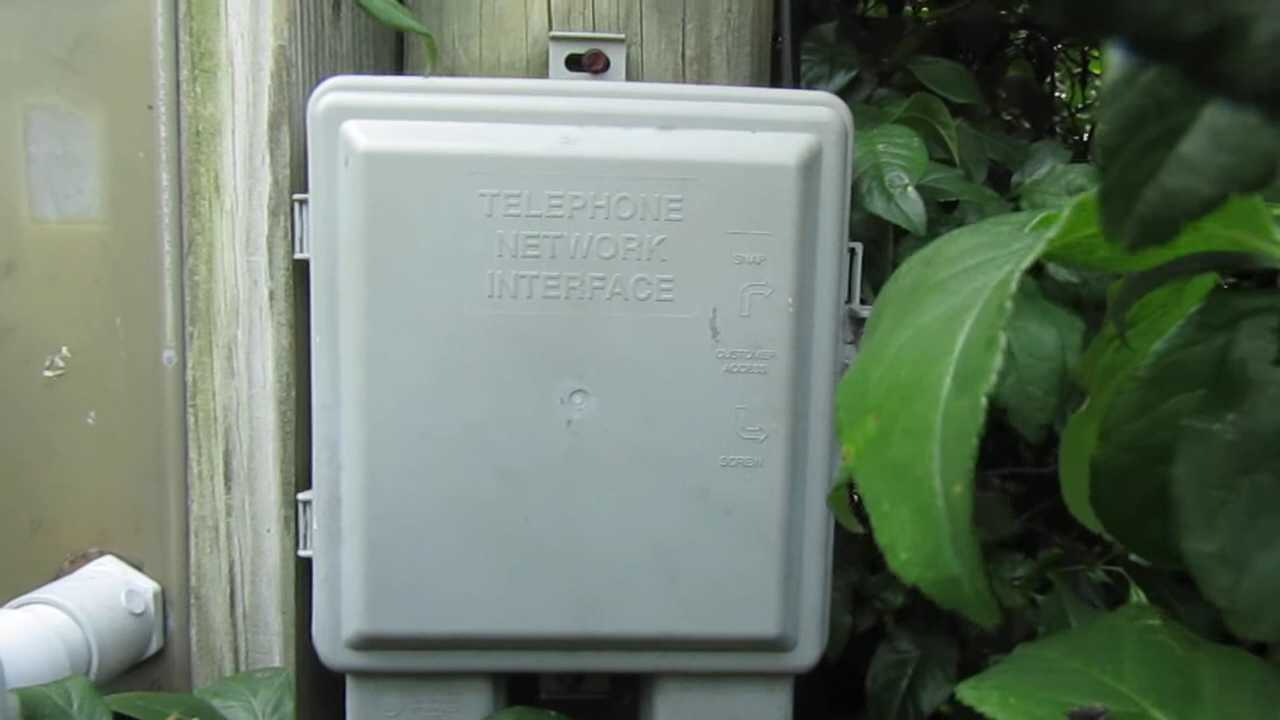 TELEPHONE
NETWORK
INTERFACE
SNAP
CUSTOMER
ACCESS
SCREW